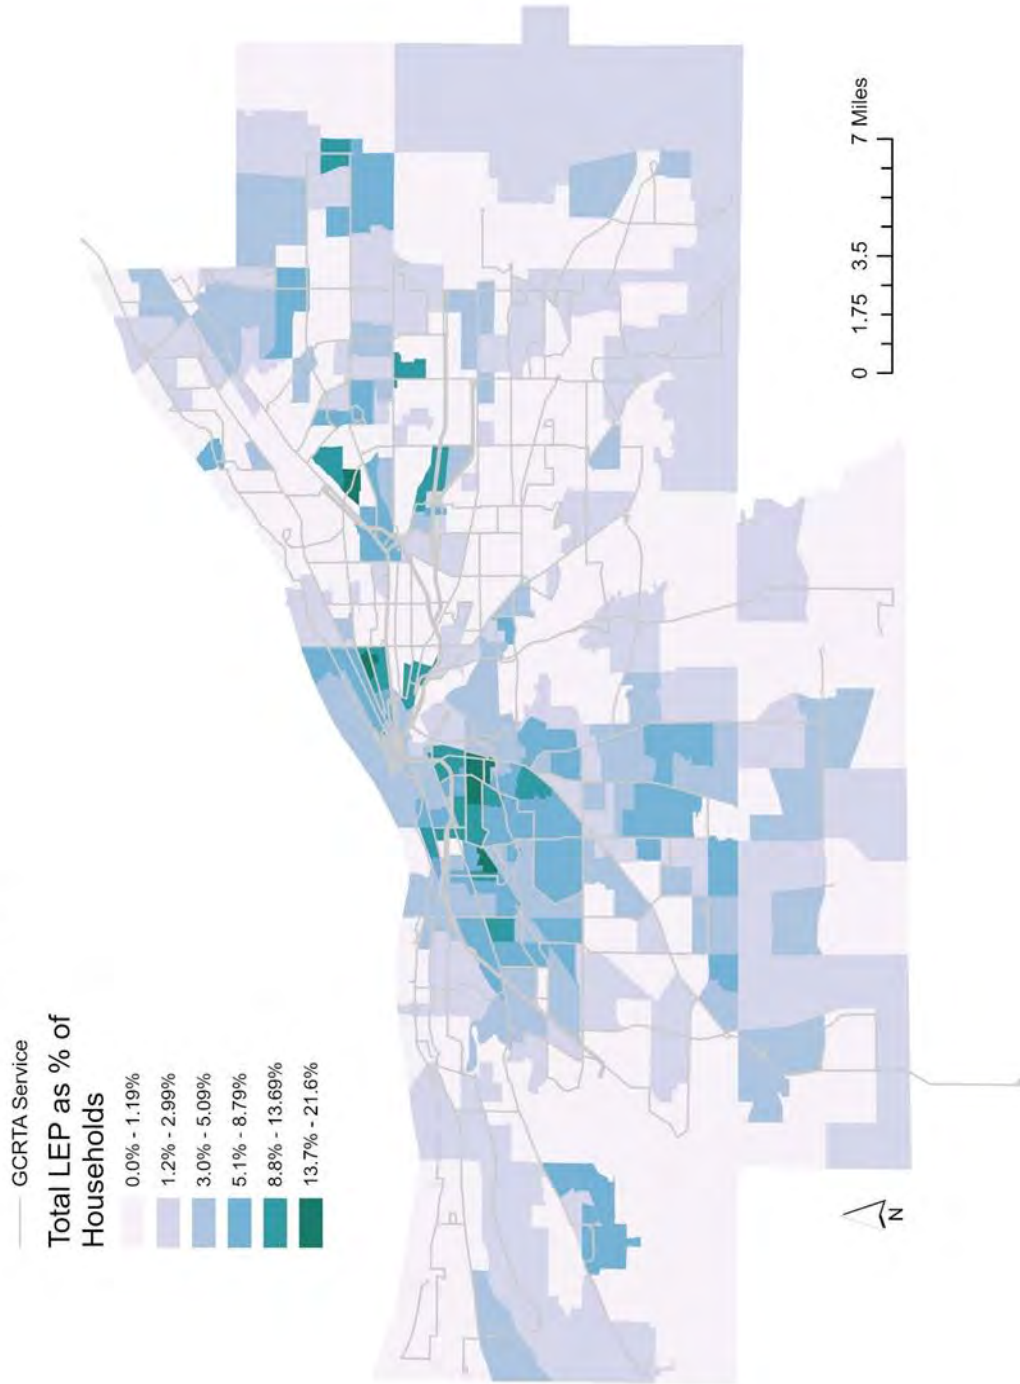 GCRTA Service
Total LEP as % of
Households
0.0% - 1.19%
1.2% - 2.99%
3.0% - 5.09%
5.1% - 8.79%
8.8% - 13.69%
13.7% - 21.6%
N
0 1.75 3.5 7 Miles